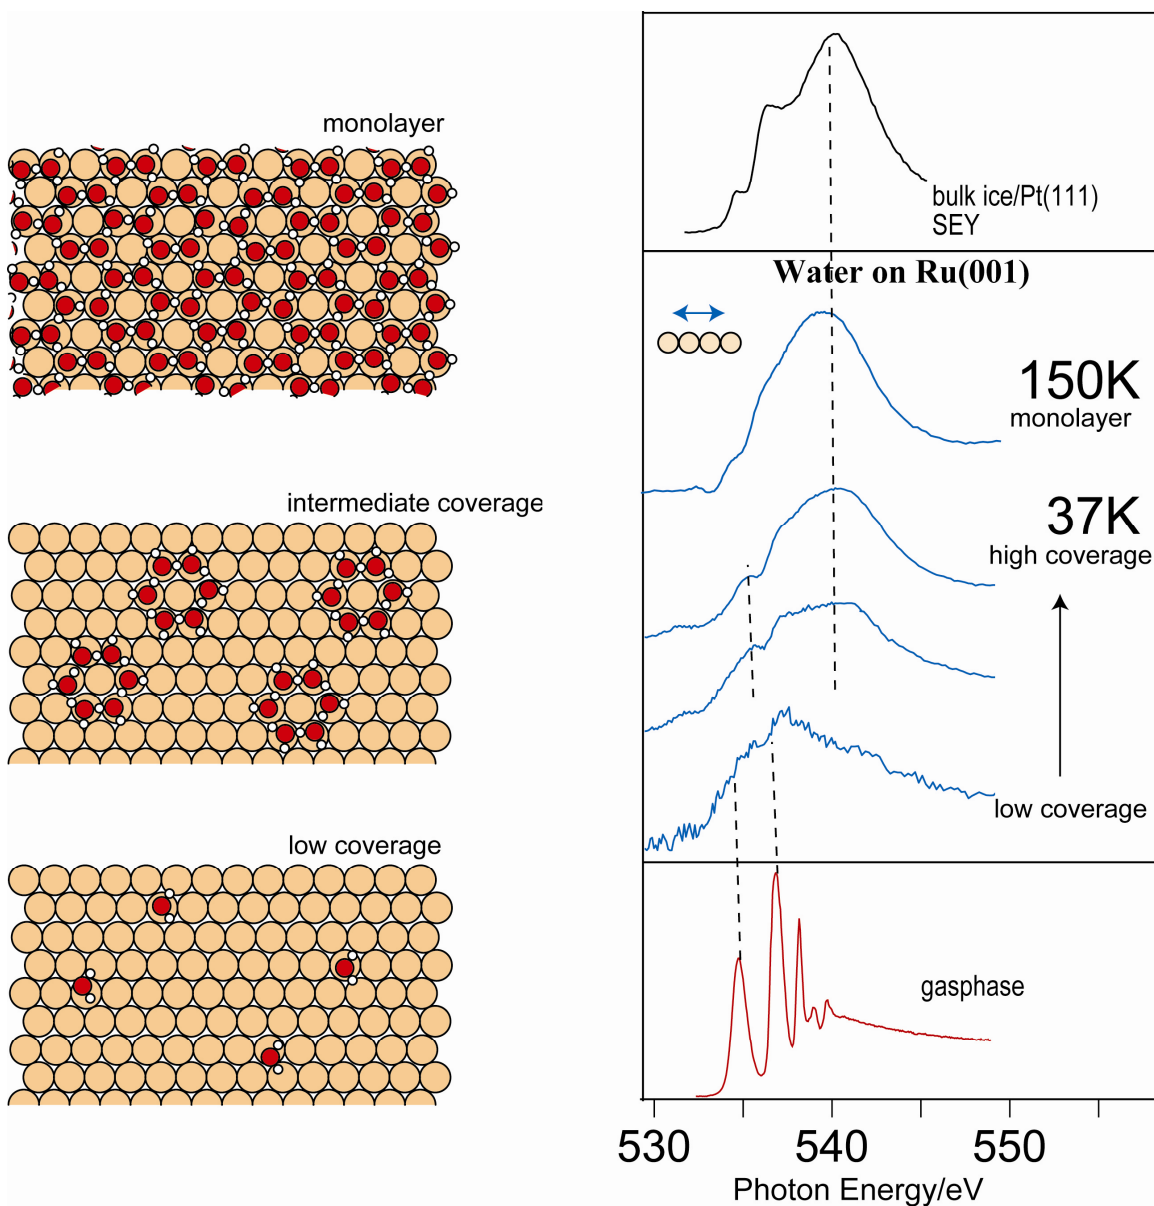 monolayer
intermediate coverage
low coverage
bulk ice/Pt(111)
SEY
Water on Ru(001)
150K
monolayer
37K
high coverage
low coverage
gasphase
530
540
550
Photon Energy/eV